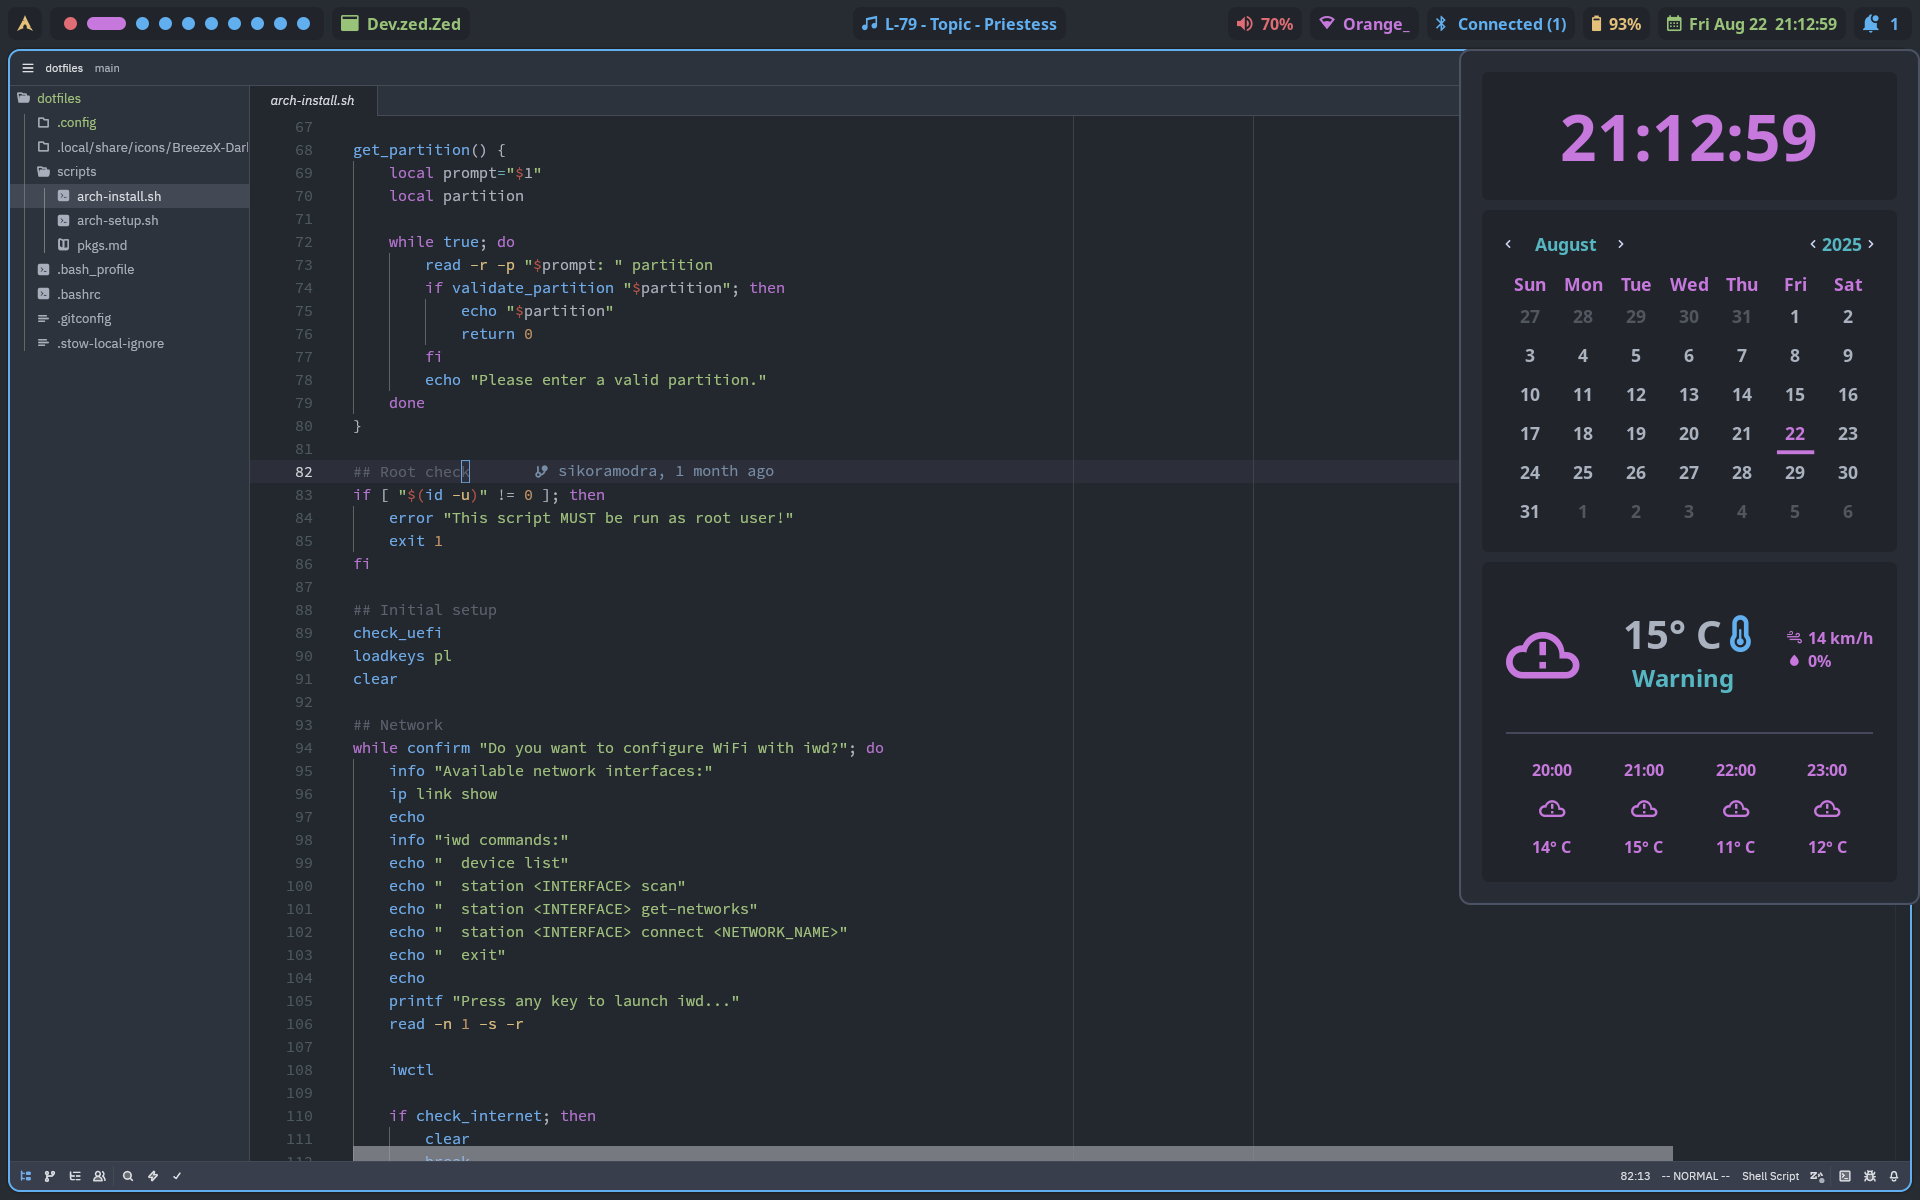 Dev.zed.Zed
L-79 - Topic - Priestess
70%
Orange_
Connected (1)
93%
Fri Aug 22 21:12:59
1
dotfiles main
dotfiles
.config
.local/share/icons/BreezeX-Dar
scripts
arch-install.sh
arch-setup.sh
pkgs.md
.bash_profile
.bashrc
.gitconfig
.stow-local-ignore
arch-install.sh
67
68 get_partition() {
69     local prompt="$1"
70     local partition
71
72     while true; do
73         read -r -p "$prompt: " partition
74         if validate_partition "$partition"; then
75             echo "$partition"
76             return 0
77         fi
78         echo "Please enter a valid partition."
79     done
80 }
81
82 ## Root check sikoramodra, 1 month ago
83 if [ "$(id -u)" != 0 ]; then
84     error "This script MUST be run as root user!"
85     exit 1
86 fi
87
88 ## Initial setup
89 check_uefi
90 loadkeys pl
91 clear
92
93 ## Network
94 while confirm "Do you want to configure WiFi with iwd?"; do
95     info "Available network interfaces:"
96     ip link show
97     echo
98     info "iwd commands:"
99     echo "  device list"
100     echo "  station <INTERFACE> scan"
101     echo "  station <INTERFACE> get-networks"
102     echo "  station <INTERFACE> connect <NETWORK_NAME>"
103     echo "  exit"
104     echo
105     printf "Press any key to launch iwd..."
106     read -n 1 -s -r
107
108     iwctl
109
110     if check_internet; then
111         clear
112         break
21:12:59
‹ August › ‹ 2025 ›
Sun Mon Tue Wed Thu Fri Sat
27 28 29 30 31 1 2
3 4 5 6 7 8 9
10 11 12 13 14 15 16
17 18 19 20 21 22 23
24 25 26 27 28 29 30
31 1 2 3 4 5 6
15° C
Warning
14 km/h
0%
20:00 21:00 22:00 23:00
14° C 15° C 11° C 12° C
82:13 -- NORMAL -- Shell Script